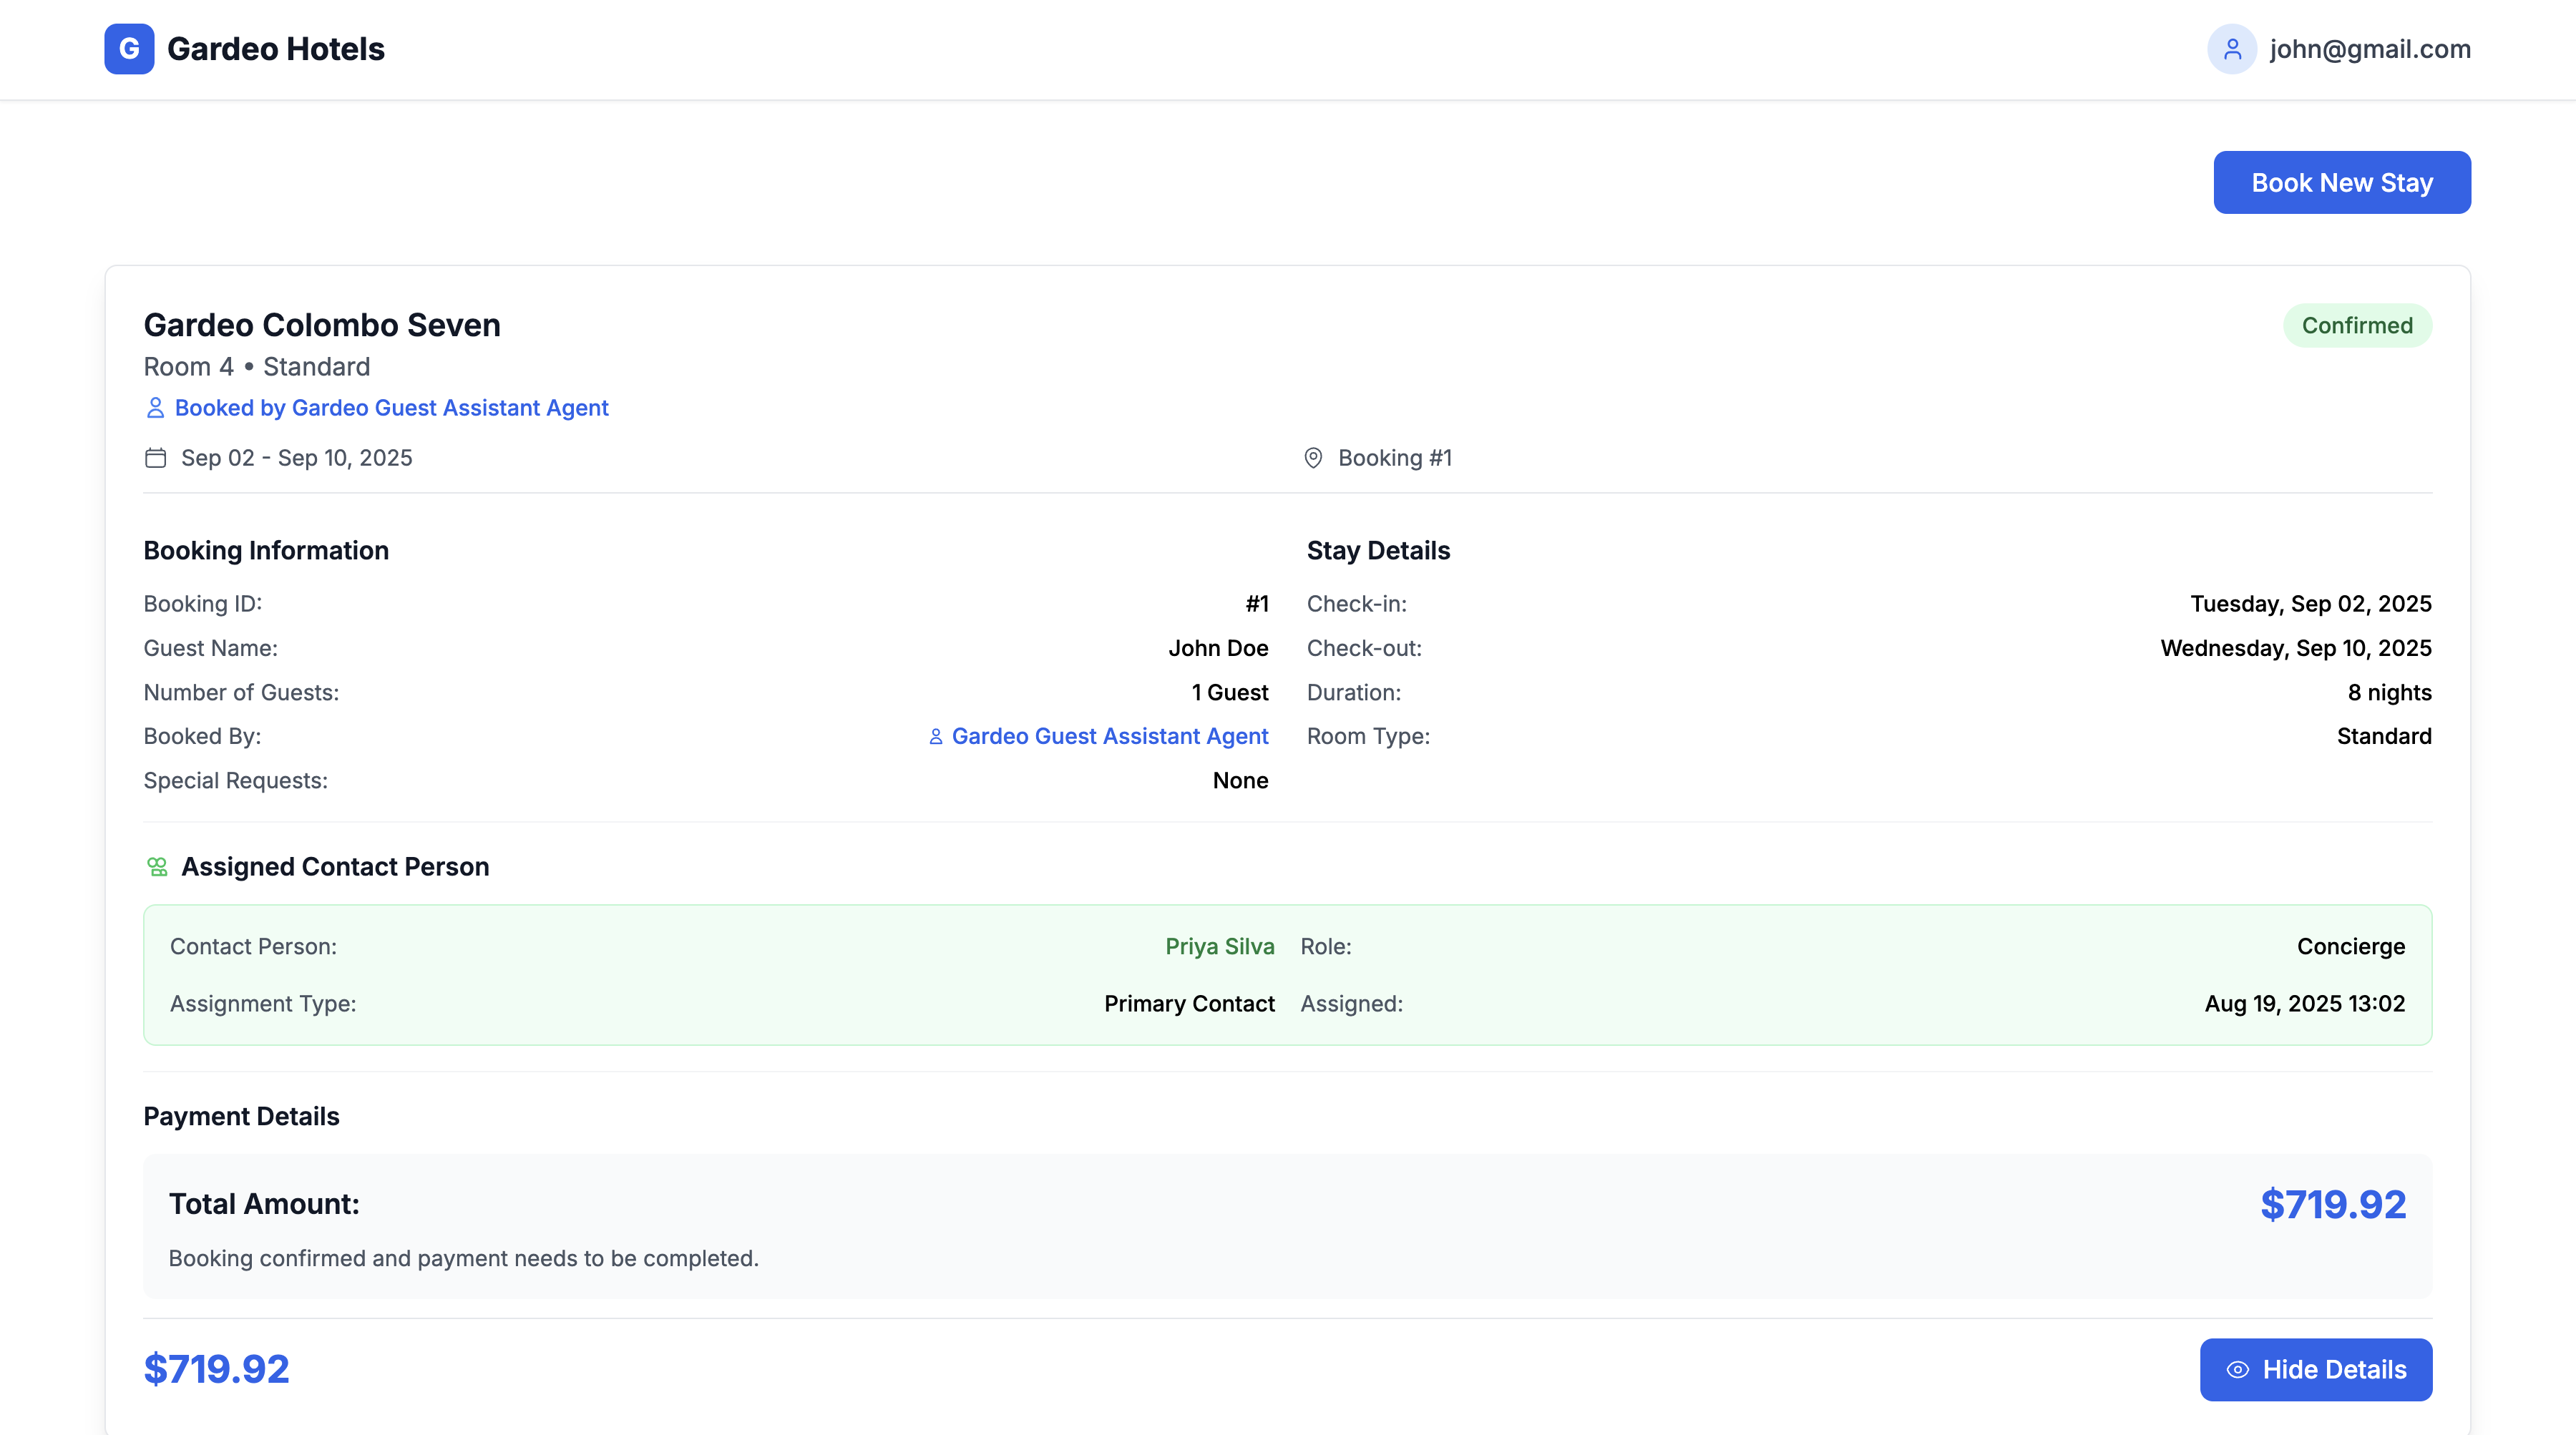 G Gardeo Hotels
john@gmail.com
Book New Stay
Gardeo Colombo Seven
Confirmed
Room 4 • Standard
Booked by Gardeo Guest Assistant Agent
Sep 02 - Sep 10, 2025
Booking #1
Booking Information
Booking ID: #1
Guest Name: John Doe
Number of Guests: 1 Guest
Booked By: Gardeo Guest Assistant Agent
Special Requests: None
Stay Details
Check-in: Tuesday, Sep 02, 2025
Check-out: Wednesday, Sep 10, 2025
Duration: 8 nights
Room Type: Standard
Assigned Contact Person
Contact Person: Priya Silva
Role: Concierge
Assignment Type: Primary Contact
Assigned: Aug 19, 2025 13:02
Payment Details
Total Amount: $719.92
Booking confirmed and payment needs to be completed.
$719.92
Hide Details